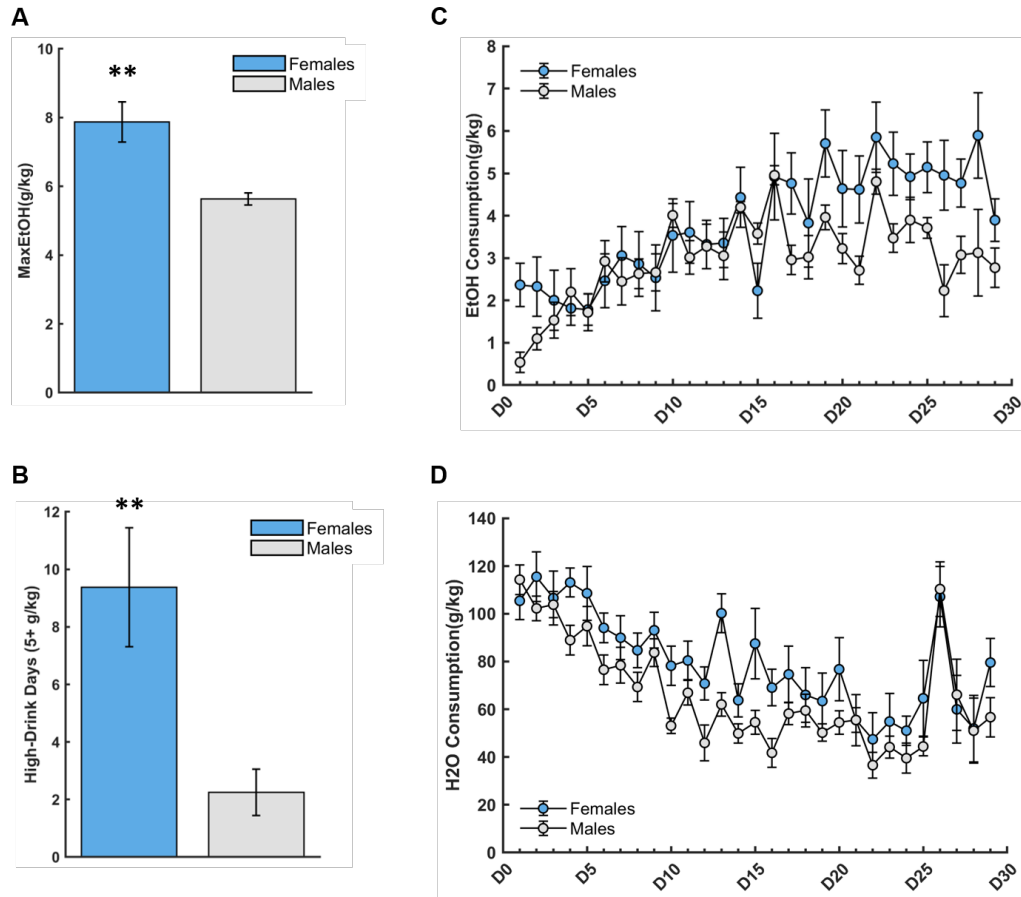 A
MaxEtOH(g/kg)
10
8
6
4
2
0
**
Females
Males
B
High-Drink Days (5+ g/kg)
12
10
8
6
4
2
0
**
Females
Males
C
EtOH Consumption(g/kg)
8
7
6
5
4
3
2
1
0
Females
Males
D0
D5
D10
D15
D20
D25
D30
D
H2O Consumption(g/kg)
140
120
100
80
60
40
20
0
Females
Males
D0
D5
D10
D15
D20
D25
D30